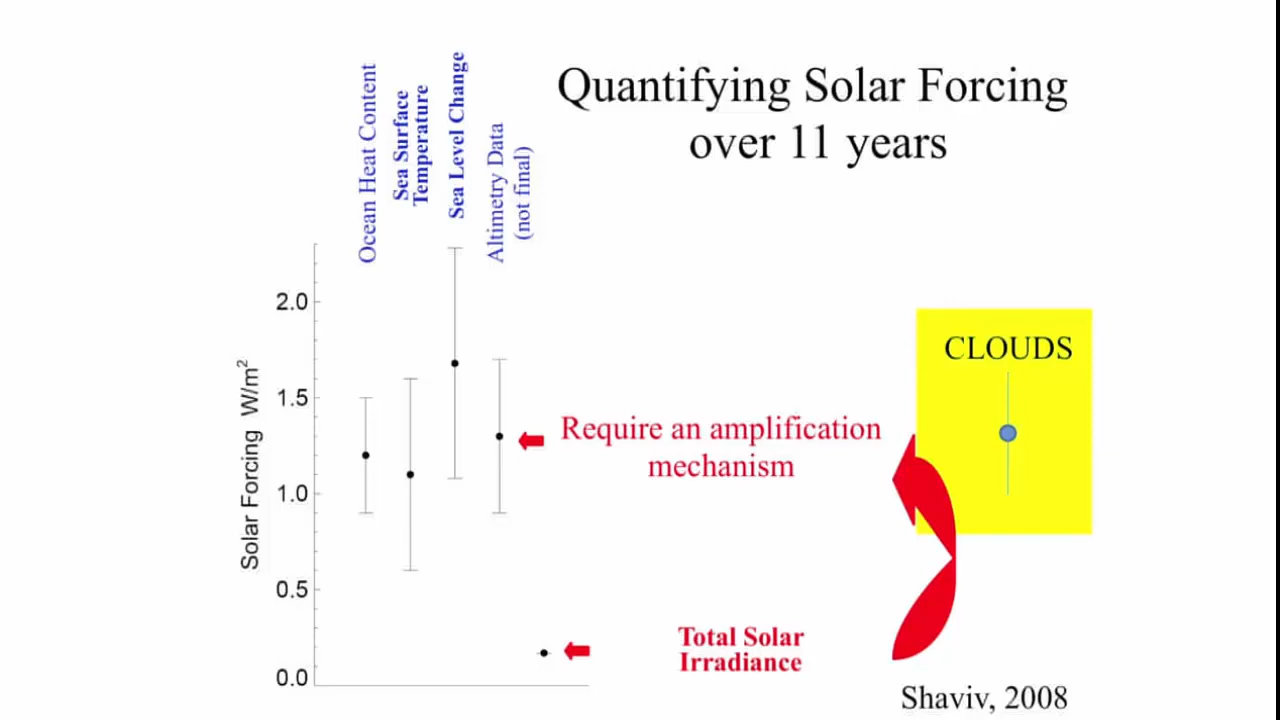 Quantifying Solar Forcing
over 11 years
Ocean Heat Content
Sea Surface
Temperature
Sea Level Change
Altimetry Data
(not final)
Solar Forcing W/m²
2.0
1.5
1.0
0.5
0.0
Require an amplification
mechanism
CLOUDS
Total Solar
Irradiance
Shaviv, 2008